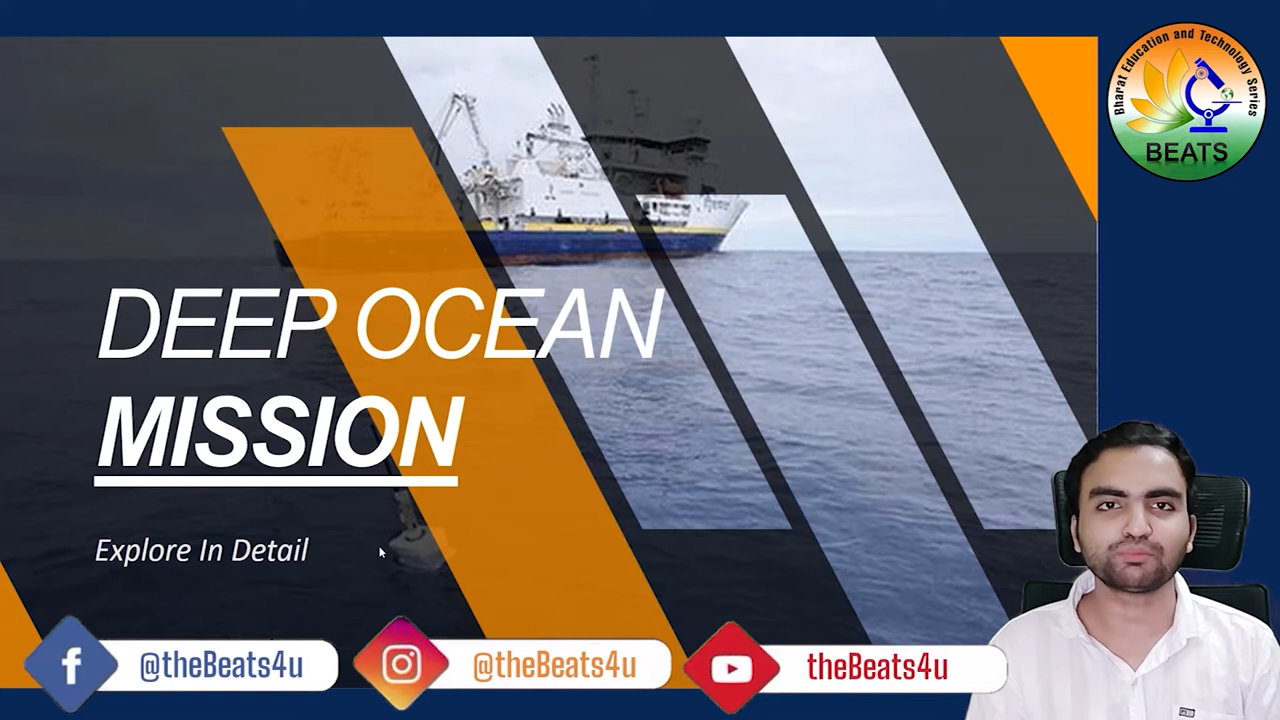 Bharat Education and Technology Series
BEATS
DEEP OCEAN
MISSION
Explore In Detail
@theBeats4u
@theBeats4u
theBeats4u